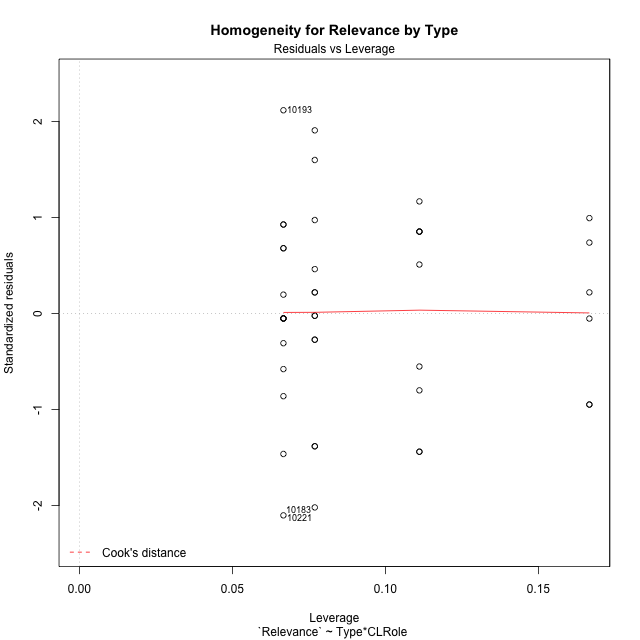 Homogeneity for Relevance by Type
Residuals vs Leverage
Standardized residuals
2
1
0
-1
-2
10193
10183
10221
Cook's distance
0.00 0.05 0.10 0.15
Leverage
`Relevance` ~ Type*CLRole